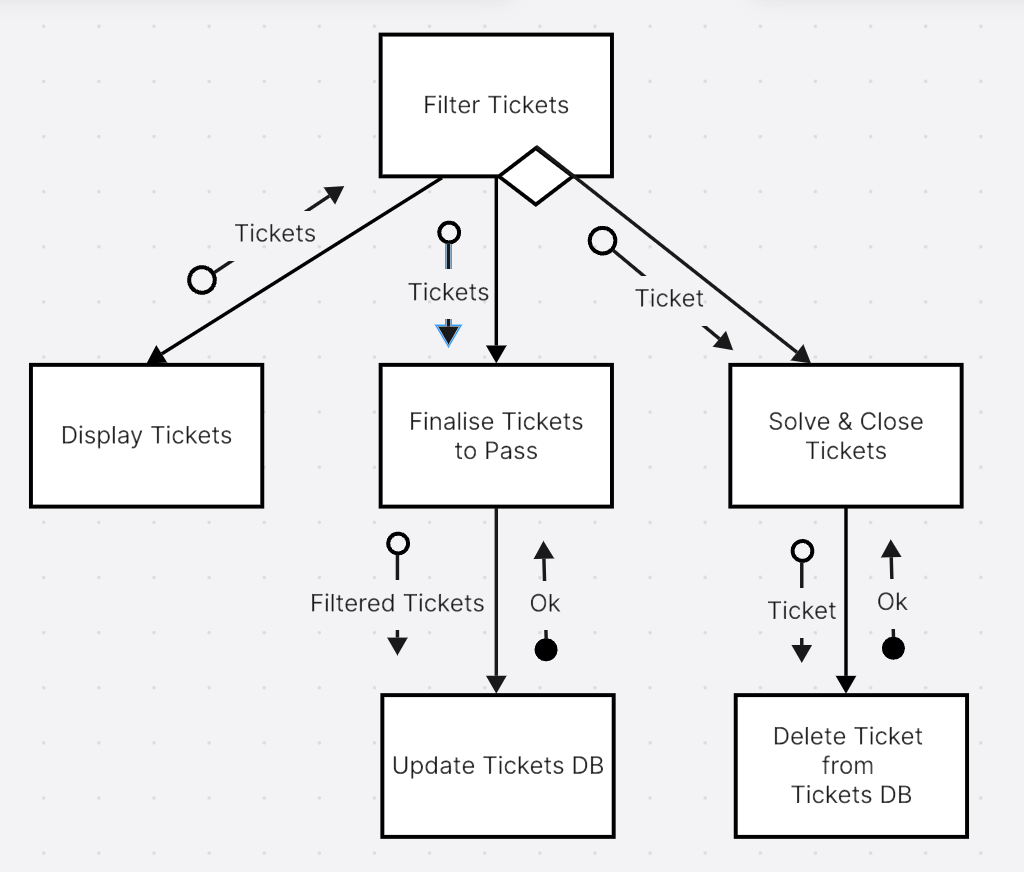 Filter Tickets
Tickets
Tickets
Ticket
Display Tickets
Finalise Tickets
to Pass
Solve & Close
Tickets
Filtered Tickets
Ok
Ticket
Ok
Update Tickets DB
Delete Ticket
from
Tickets DB